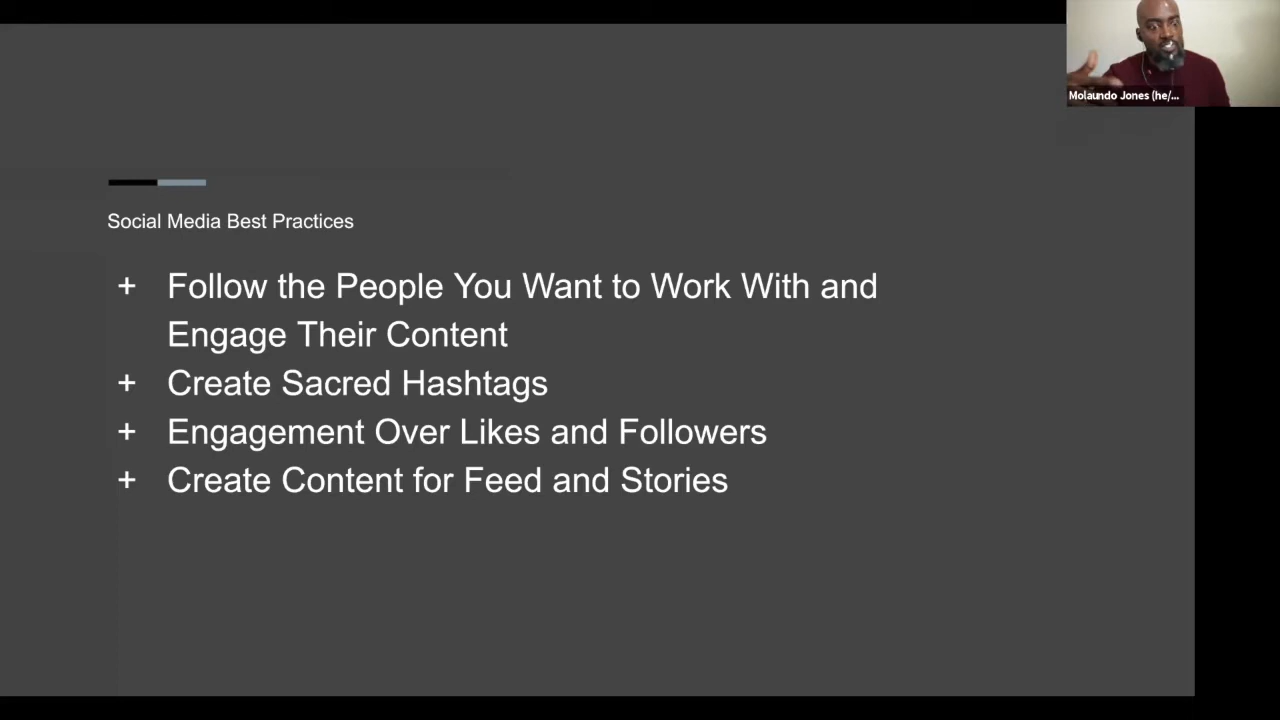 Molaundo Jones (he/...
Social Media Best Practices
+ Follow the People You Want to Work With and
Engage Their Content
+ Create Sacred Hashtags
+ Engagement Over Likes and Followers
+ Create Content for Feed and Stories